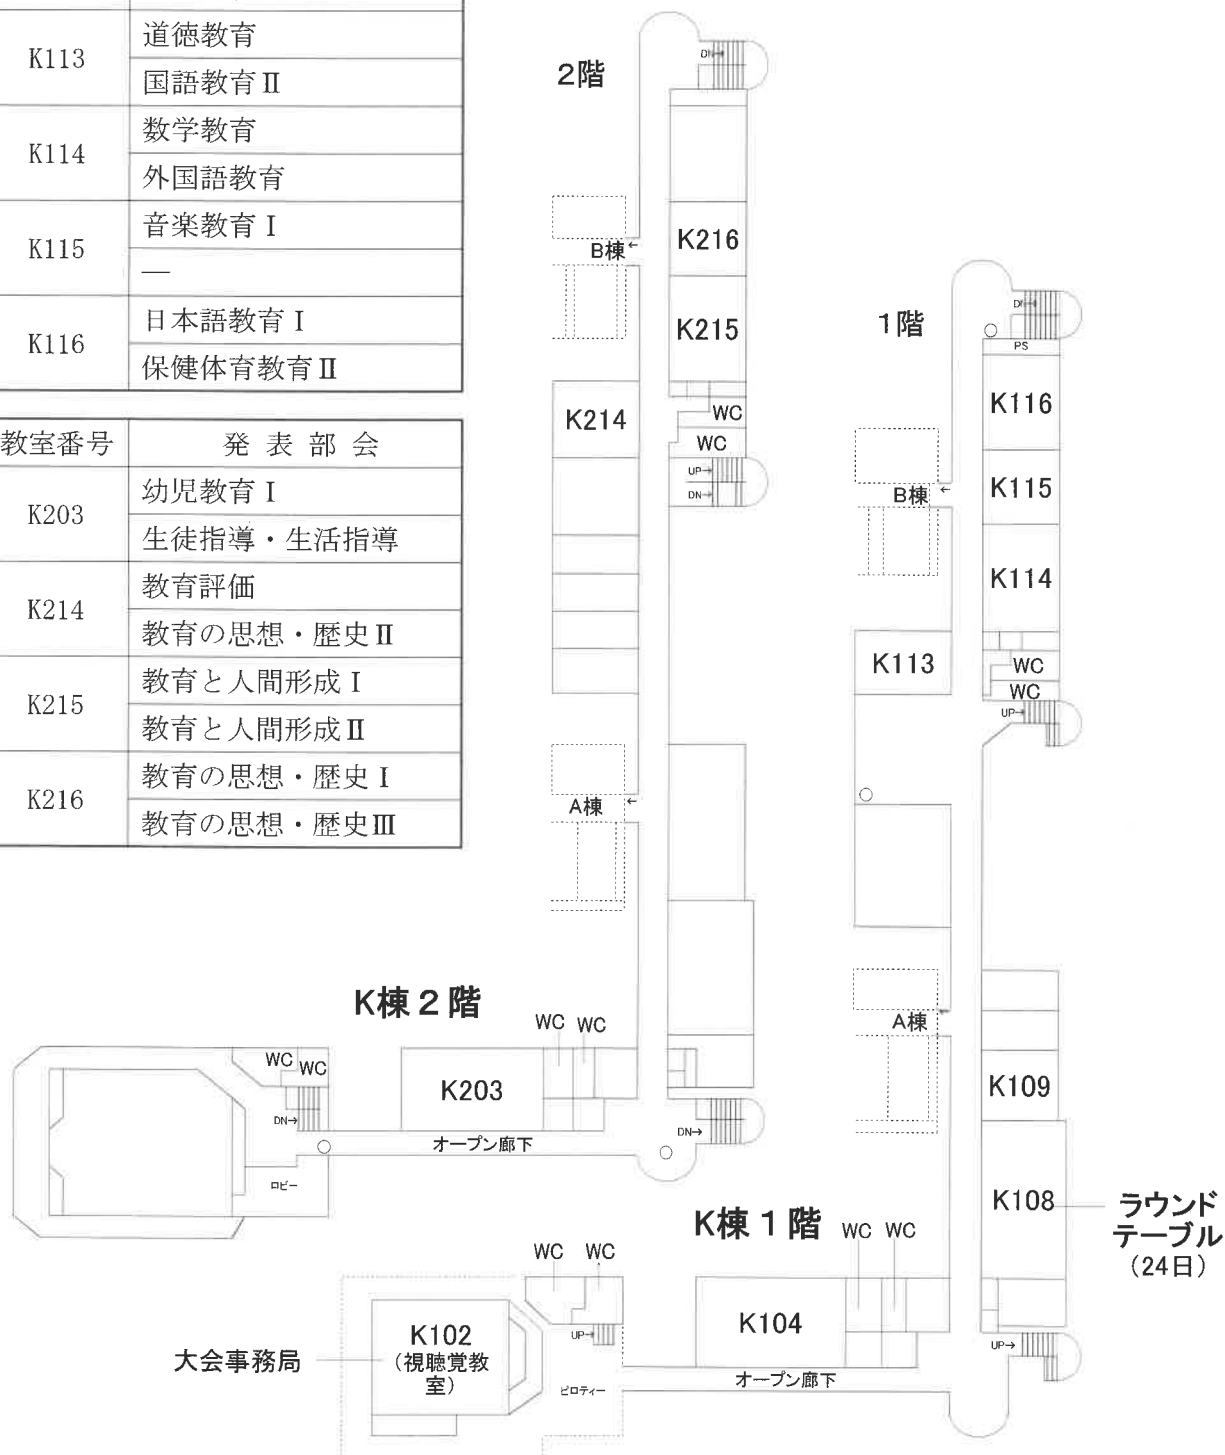 K113
道徳教育
国語教育Ⅱ
K114
数学教育
外国語教育
K115
音楽教育Ⅰ
―
K116
日本語教育Ⅰ
保健体育教育Ⅱ
教室番号 発表部会
K203
幼児教育Ⅰ
生徒指導・生活指導
K214
教育評価
教育の思想・歴史Ⅱ
K215
教育と人間形成Ⅰ
教育と人間形成Ⅱ
K216
教育の思想・歴史Ⅰ
教育の思想・歴史Ⅲ
2階
DN→
B棟←
K216
K215
K214
WC
WC
UP→
DN→
A棟
←
K棟2階
WC WC
WC
WC
DN→
K203
オープン廊下
ロビー
DN→
1階
DN→
PS
K116
B棟
←
K115
K114
K113
WC
WC
UP→
A棟
←
K109
K108
ラウンド
テーブル
(24日)
K棟1階
WC WC
WC WC
K104
UP→
K102
(視聴覚教
室)
大会事務局
UP→
ピロティー
オープン廊下